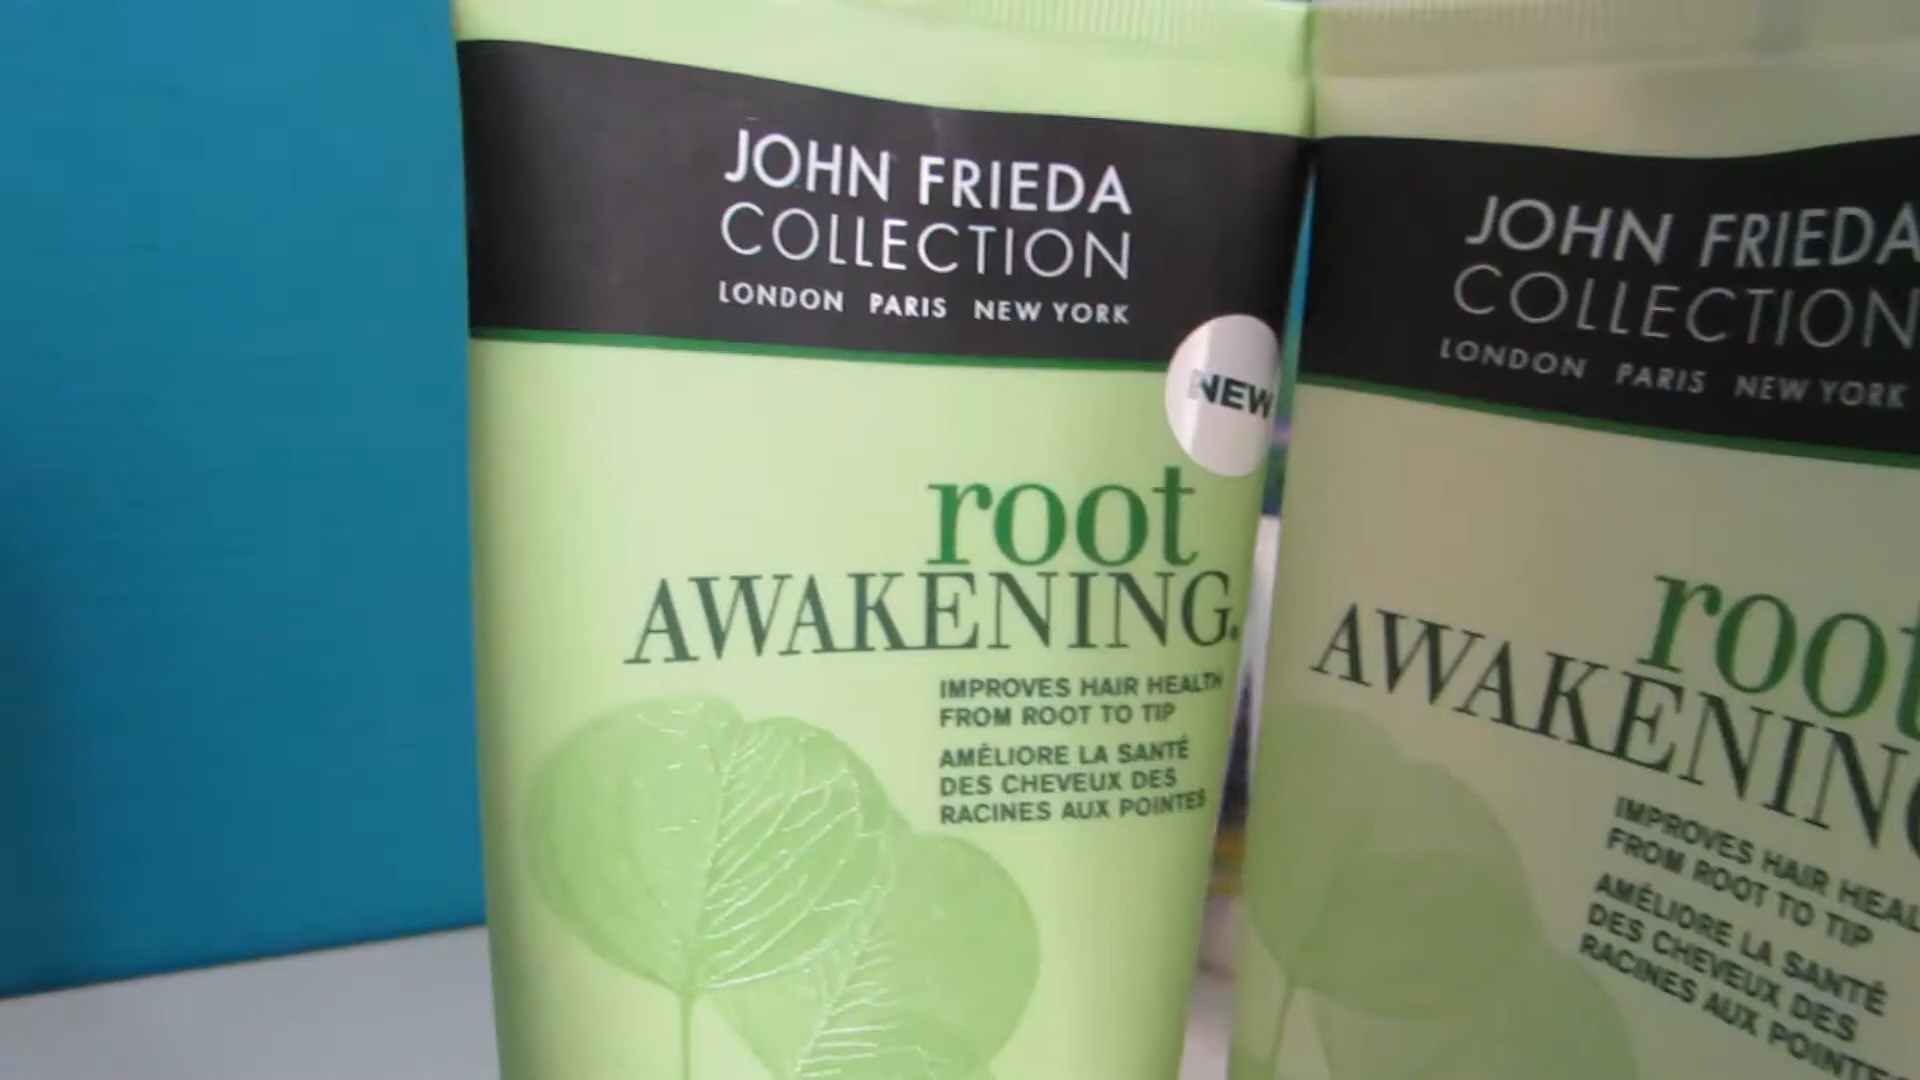 JOHN FRIEDA
COLLECTION
LONDON PARIS NEW YORK
NEW
root
AWAKENING.
IMPROVES HAIR HEALTH
FROM ROOT TO TIP
AMÉLIORE LA SANTÉ
DES CHEVEUX DES
RACINES AUX POINTES
JOHN FRIEDA
COLLECTION
LONDON PARIS NEW YORK
root
AWAKENING
IMPROVES HAIR HEAL
FROM ROOT TO TIP
AMÉLIORE LA SANTÉ
DES CHEVEUX DES
RACINES AUX POINTE